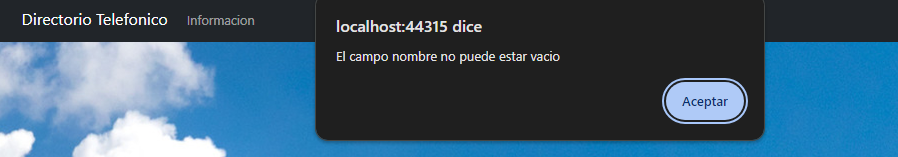 Directorio Telefonico Informacion
localhost:44315 dice
El campo nombre no puede estar vacio
Aceptar